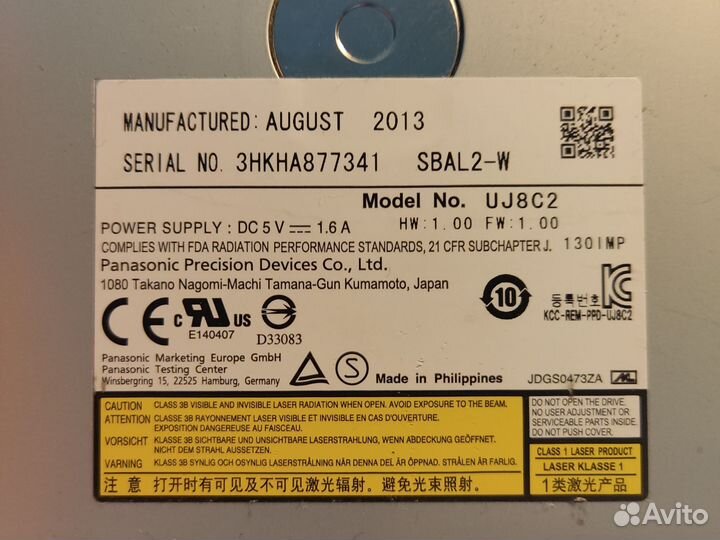 MANUFACTURED: AUGUST 2013
SERIAL NO. 3HKHA877341 SBAL2-W
Model No. UJ8C2
POWER SUPPLY : DC 5 V ⎓ 1.6 A HW:1.00 FW:1.00
COMPLIES WITH FDA RADIATION PERFORMANCE STANDARDS, 21 CFR SUBCHAPTER J. 1301MP
Panasonic Precision Devices Co., Ltd.
1080 Takano Nagomi-Machi Tamana-Gun Kumamoto, Japan
CE c RU US
E140407
D33083
10
등록번호
KCC-REM-PPD-UJ8C2
Panasonic Marketing Europe GmbH
Panasonic Testing Center
Winsbergring 15, 22525 Hamburg, Germany
S
Made in Philippines
JDGS0473ZA
CAUTION CLASS 3B VISIBLE AND INVISIBLE LASER RADIATION WHEN OPEN. AVOID EXPOSURE TO THE BEAM.
ATTENTION CLASSE 3B RAYONNEMENT LASER VISIBLE ET INVISIBLE EN CAS D'OUVERTURE.
EXPOSITION DANGEREUSE AU FAISCEAU.
VORSICHT KLASSE 3B SICHTBARE UND UNSICHTBARE LASERSTRAHLUNG, WENN ABDECKUNG GEÖFFNET.
NICHT DEM STRAHL AUSSETZEN.
VARNING KLASS 3B SYNLIG OCH OSYNLIG LASERSTRÅLNING NÄR DENNA DEL ÄR ÖPPNAD. STRÅLEN ÄR FARLIG.
注意 打开时有可见及不可见激光辐射。避免光束照射。
DO NOT OPEN THE DRIVE.
NO USER ADJUSTMENT OR
SERVICEABLE PARTS INSIDE.
DO NOT PUSH COVER.
CLASS 1 LASER PRODUCT
LASER KLASSE 1
1类激光产品
Avito